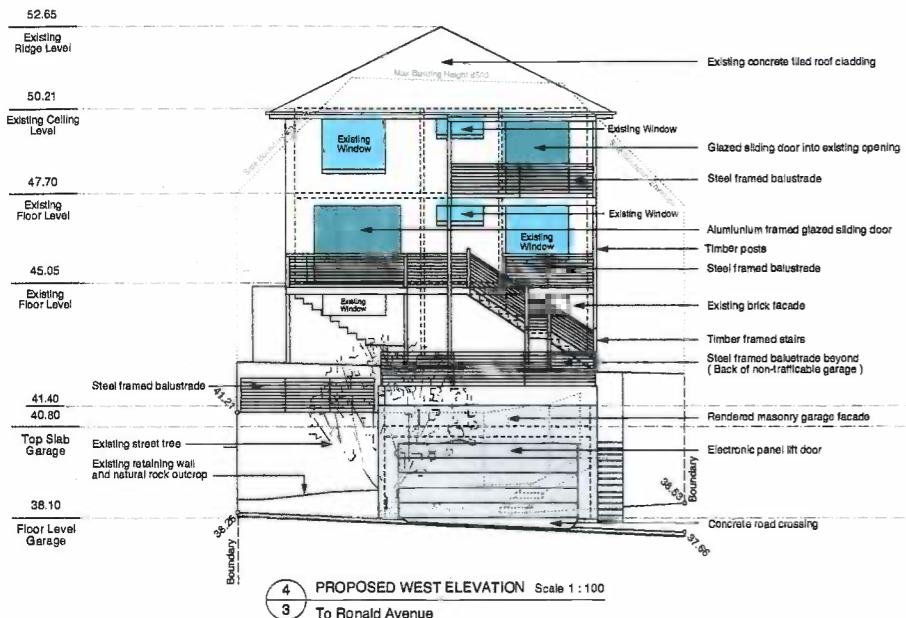 52.65
Existing
Ridge Level
Existing concrete tiled roof cladding
Max Building Height 8500
50.21
Existing Ceiling
Level
Existing
Window
Existing Window
Glazed sliding door into existing opening
47.70
Steel framed balustrade
Existing
Floor Level
Existing Window
Alumiunium framed glazed sliding door
Existing
Window
Timber posts
45.05
Steel framed balustrade
Existing
Floor Level
Existing
Window
Existing brick facade
Timber framed stairs
Steel framed balustrade beyond
( Back of non-trafficable garage )
Steel framed balustrade
41.21
41.40
40.80
Rendered masonry garage facade
Top Slab
Garage
Existing street tree
Electronic panel lift door
Existing retaining wall
and natural rock outcrop
38.53
Boundary
38.10
Floor Level
Garage
38.26
Concrete road crossing
37.66
Boundary
4 PROPOSED WEST ELEVATION Scale 1 : 100
3 To Ronald Avenue